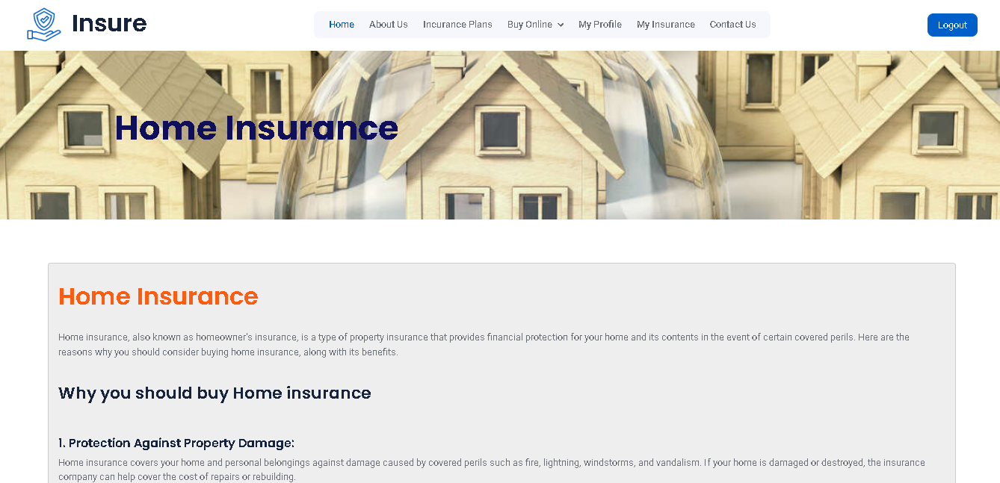 Insure
Home About Us Incurance Plans Buy Online My Profile My Insurance Contact Us
Logout
Home Insurance
Home Insurance
Home insurance, also known as homeowner's insurance, is a type of property insurance that provides financial protection for your home and its contents in the event of certain covered perils. Here are the
reasons why you should consider buying home insurance, along with its benefits.
Why you should buy Home insurance
1. Protection Against Property Damage:
Home insurance covers your home and personal belongings against damage caused by covered perils such as fire, lightning, windstorms, and vandalism. If your home is damaged or destroyed, the insurance
company can help cover the cost of repairs or rebuilding.